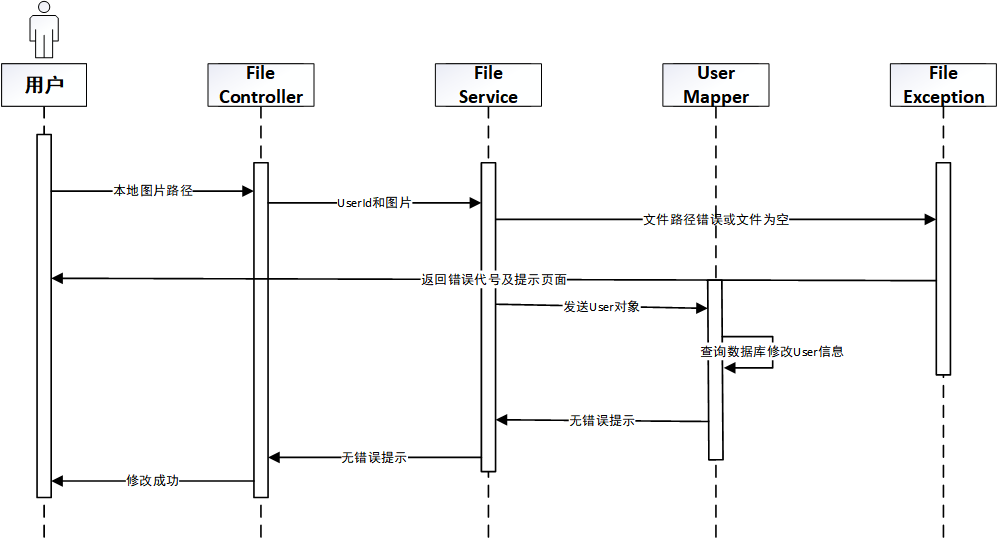 用户
File
Controller
File
Service
User
Mapper
File
Exception
本地图片路径
UserId和图片
文件路径错误或文件为空
返回错误代号及提示页面
发送User对象
查询数据库修改User信息
无错误提示
无错误提示
修改成功